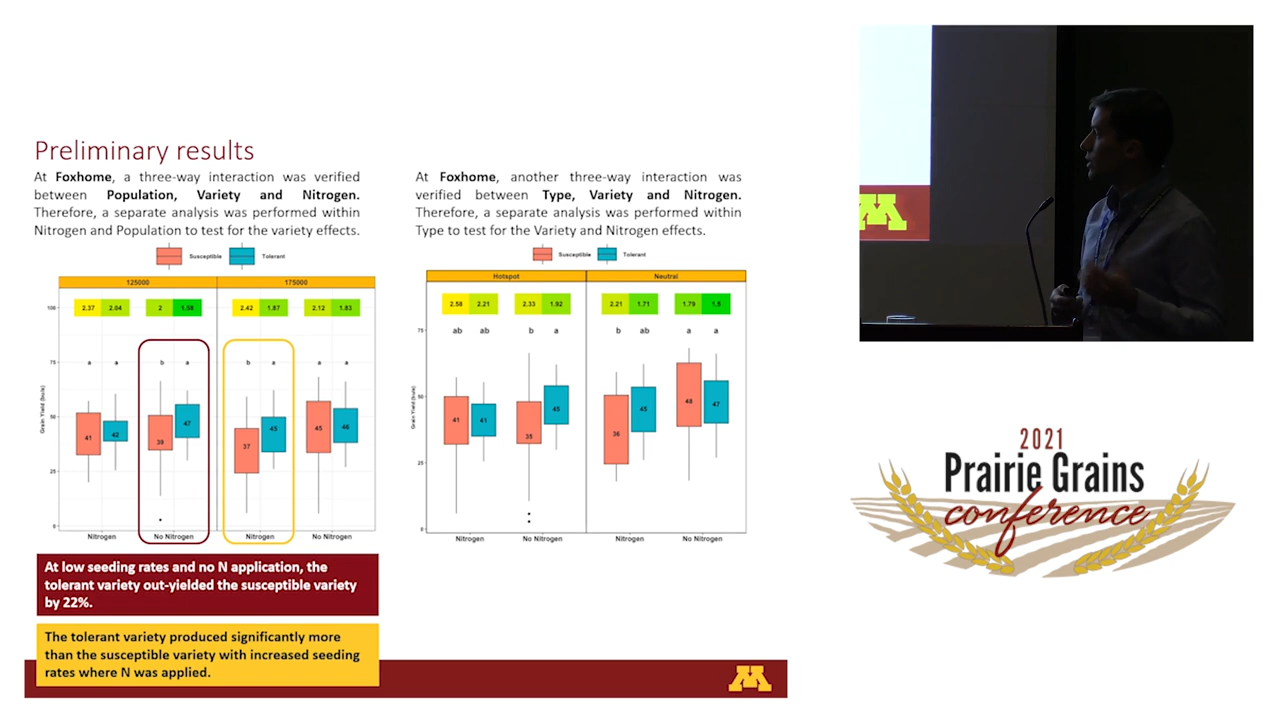 Preliminary results
At Foxhome, a three-way interaction was verified
between Population, Variety and Nitrogen.
Therefore, a separate analysis was performed within
Nitrogen and Population to test for the variety effects.
Susceptible Tolerant
125000 175000
100
2.37 2.04 2 1.58 2.42 1.87 2.12 1.83
75
a a b a b a a a
Grain Yield (bu/a)
50
41 42 39 47 37 45 45 46
25
0
Nitrogen No Nitrogen Nitrogen No Nitrogen
At low seeding rates and no N application, the
tolerant variety out-yielded the susceptible variety
by 22%.
The tolerant variety produced significantly more
than the susceptible variety with increased seeding
rates where N was applied.
At Foxhome, another three-way interaction was
verified between Type, Variety and Nitrogen.
Therefore, a separate analysis was performed within
Type to test for the Variety and Nitrogen effects.
Susceptible Tolerant
Hotspot Neutral
2.58 2.21 2.33 1.92 2.21 1.71 1.79 1.5
75
ab ab b a b ab a a
Grain Yield (bu/a)
50
41 41 35 45 36 45 48 47
25
0
Nitrogen No Nitrogen Nitrogen No Nitrogen
M
M
2021
Prairie Grains
conference